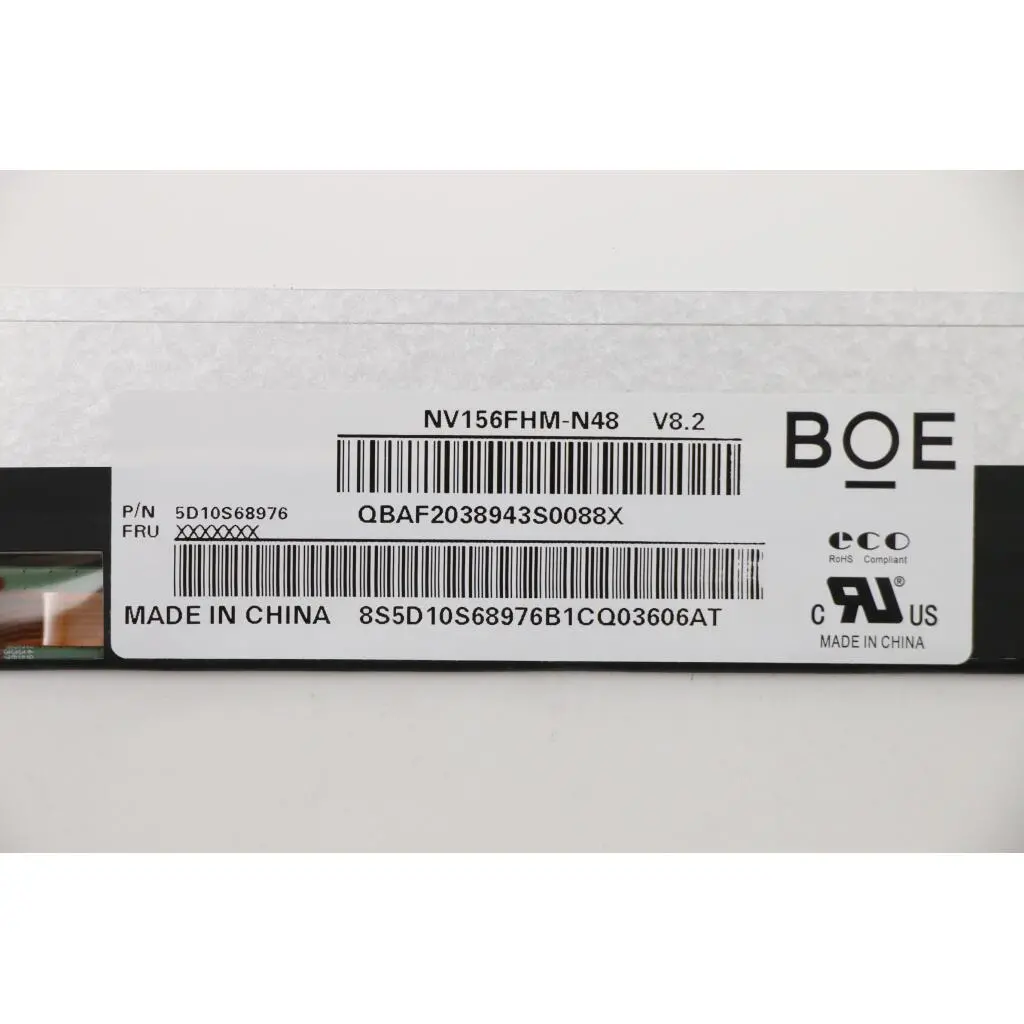 NV156FHM-N48 V8.2
BOE
P/N 5D10S68976
QBAF2038943S0088X
FRU XXXXXXX
eco
RoHS Compliant
MADE IN CHINA 8S5D10S68976B1CQ03606AT
C RU® US
MADE IN CHINA